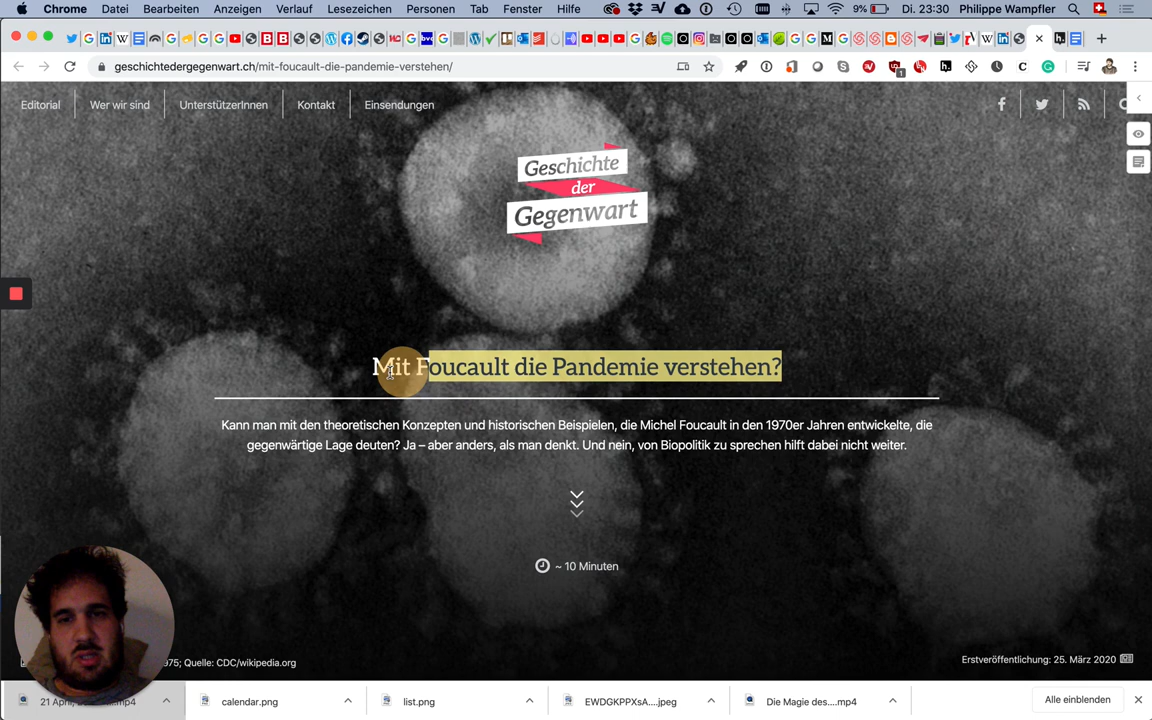 Chrome Datei Bearbeiten Anzeigen Verlauf Lesezeichen Personen Tab Fenster Hilfe 9% Di. 23:30 Philippe Wampfler
geschichtedergegenwart.ch/mit-foucault-die-pandemie-verstehen/
Editorial Wer wir sind UnterstützerInnen Kontakt Einsendungen
Geschichte
der
Gegenwart
Mit Foucault die Pandemie verstehen?
Kann man mit den theoretischen Konzepten und historischen Beispielen, die Michel Foucault in den 1970er Jahren entwickelte, die
gegenwärtige Lage deuten? Ja – aber anders, als man denkt. Und nein, von Biopolitik zu sprechen hilft dabei nicht weiter.
~ 10 Minuten
975; Quelle: CDC/wikipedia.org
Erstveröffentlichung: 25. März 2020
21 April, .mp4 calendar.png list.png EWDGKPPXsA....jpeg Die Magie des....mp4 Alle einblenden